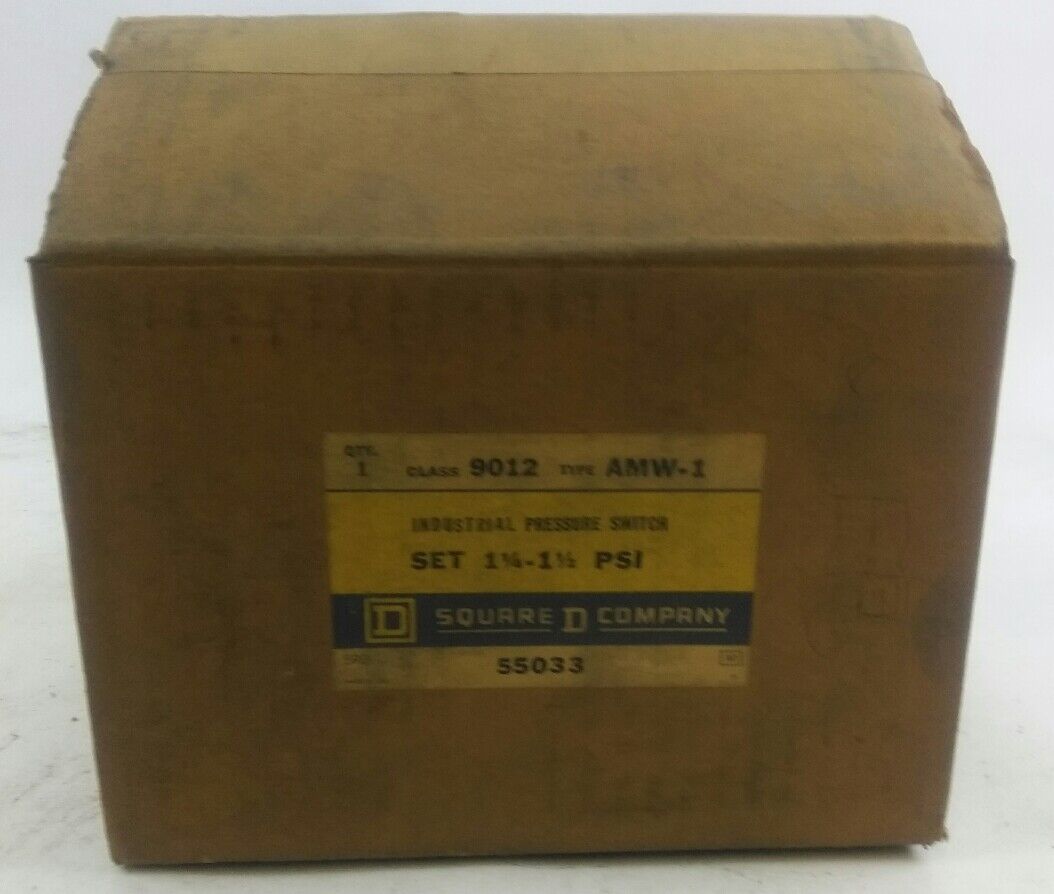 QTY.
1 CLASS 9012 TYPE AMW-1
INDUSTRIAL PRESSURE SWITCH
SET 1¼-1½ PSI
D SQUARE D COMPANY
55033